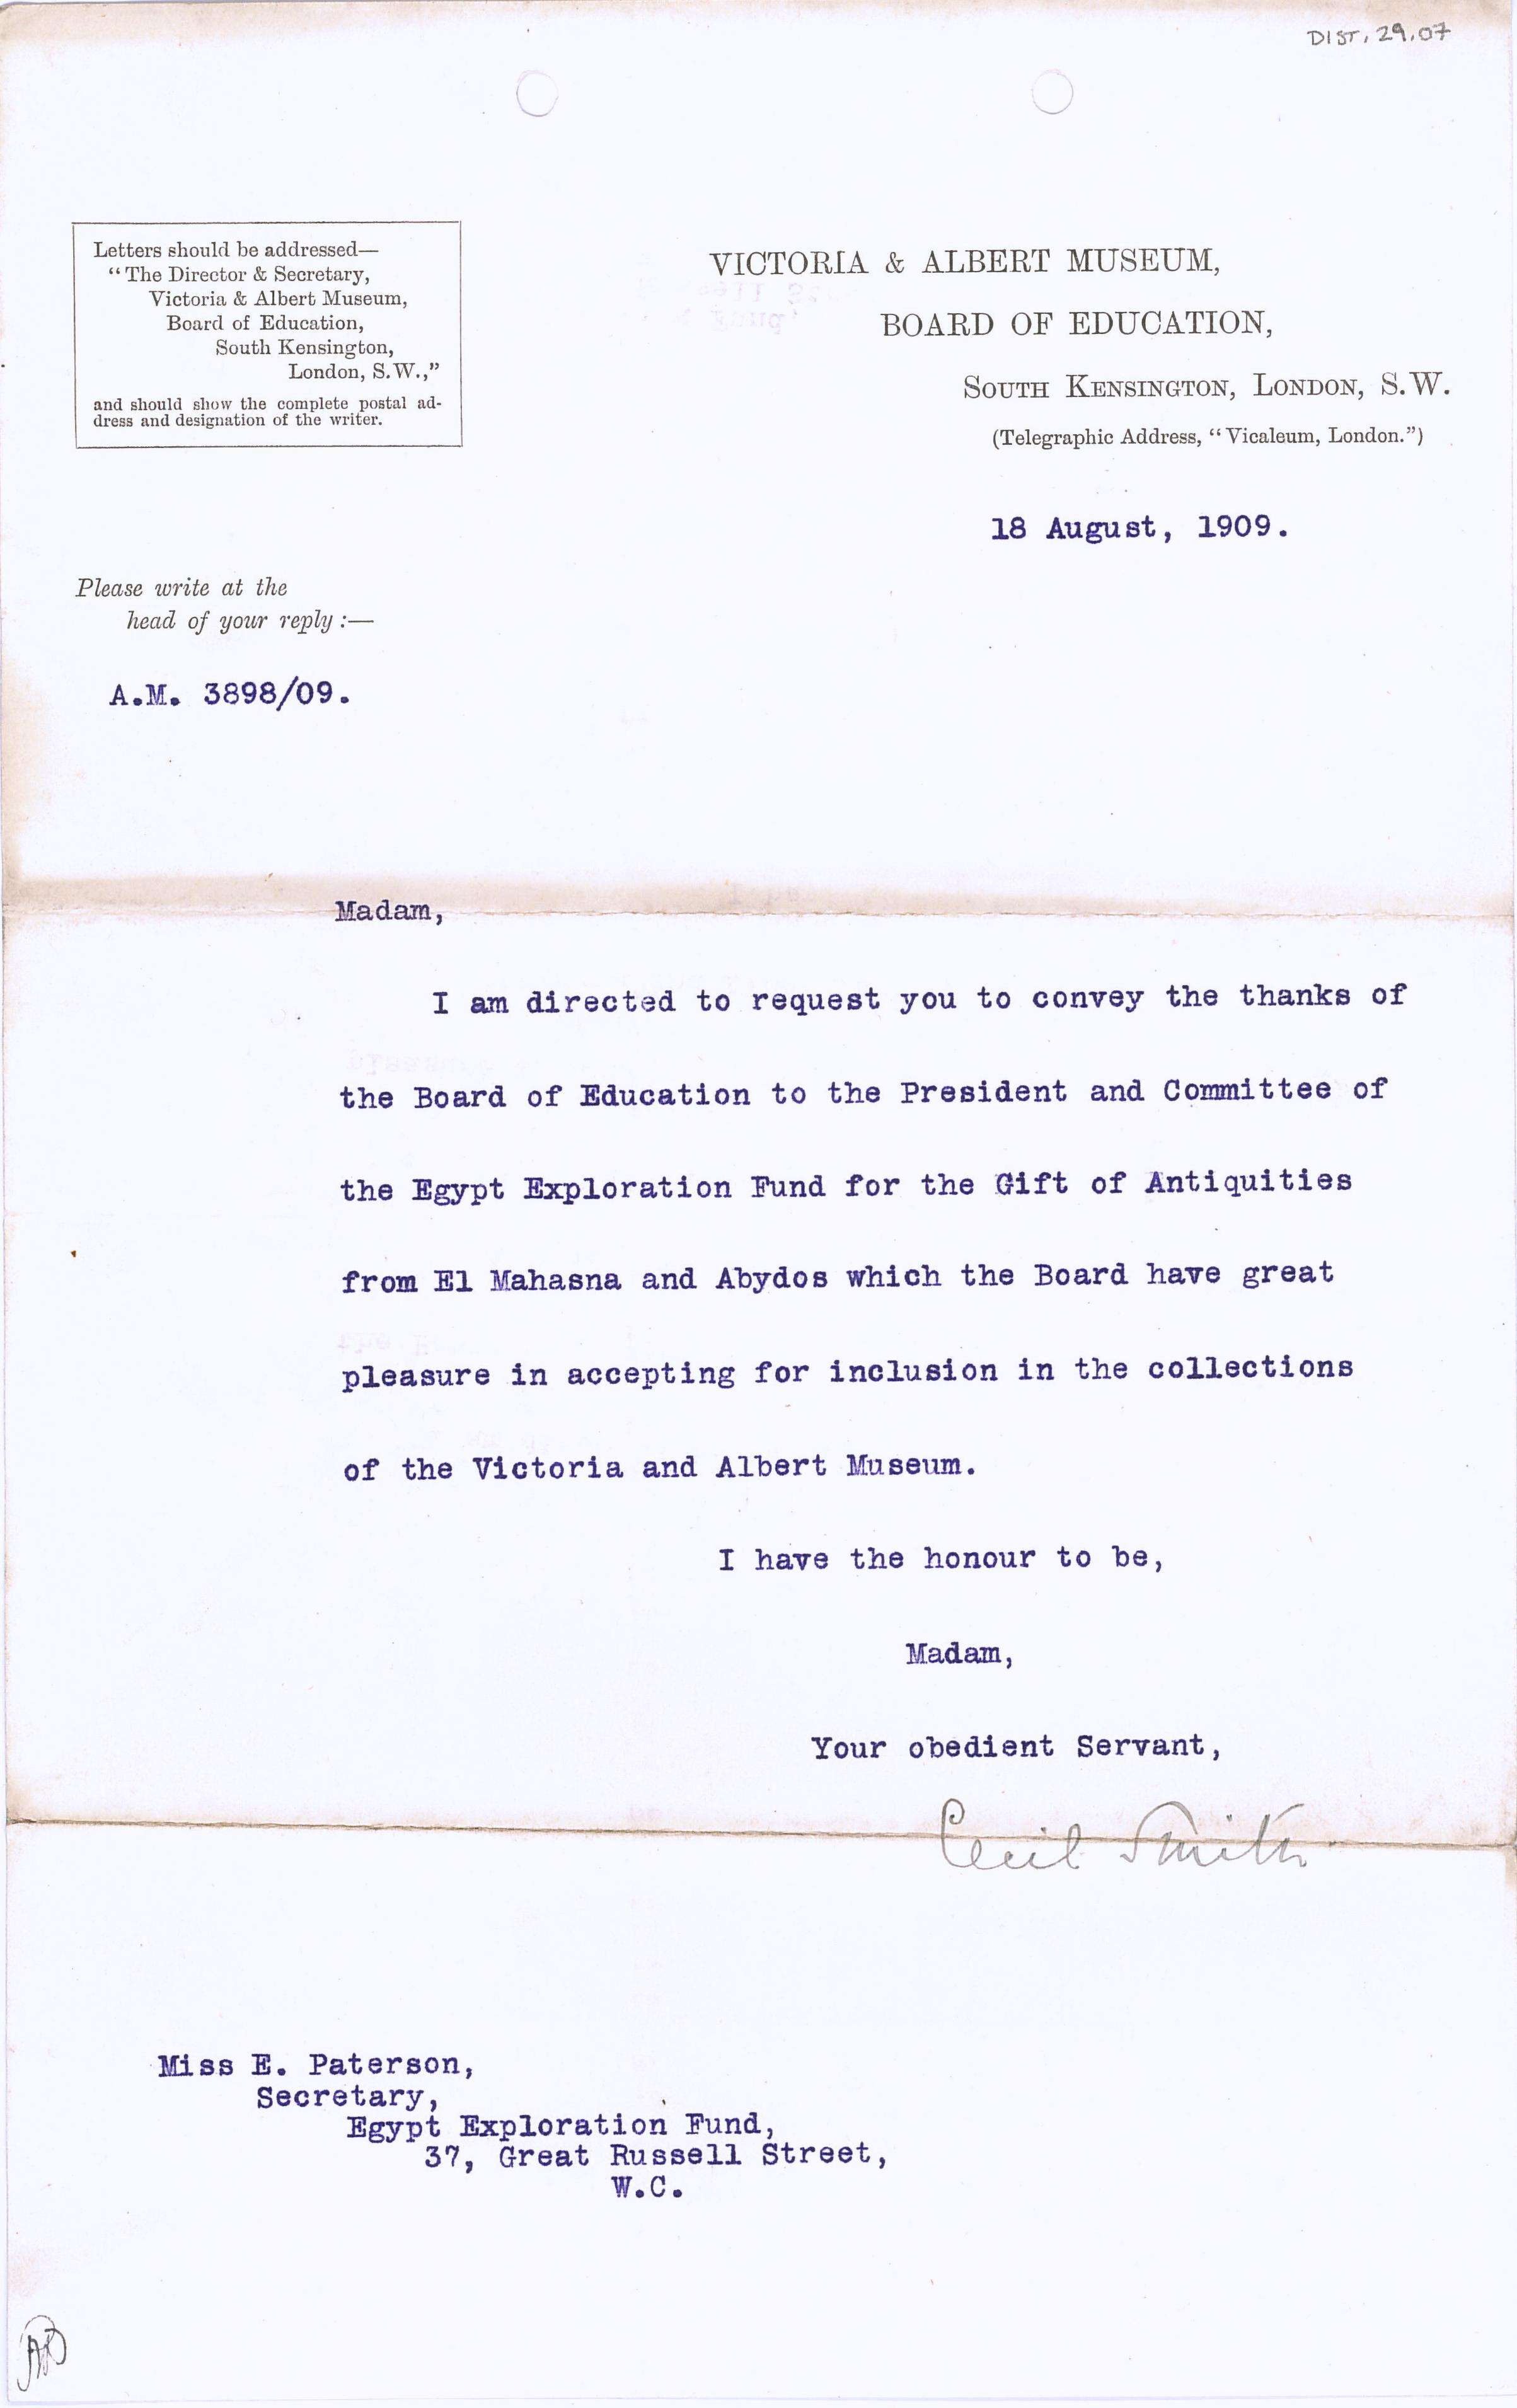 DIST. 29.07
Letters should be addressed—
“The Director & Secretary,
Victoria & Albert Museum,
Board of Education,
South Kensington,
London, S.W.,”
and should show the complete postal ad-
dress and designation of the writer.
VICTORIA & ALBERT MUSEUM,
BOARD OF EDUCATION,
SOUTH KENSINGTON, LONDON, S.W.
(Telegraphic Address, “Vicaleum, London.”)
18 August, 1909.
Please write at the
head of your reply :—
A.M. 3898/09.
Madam,
I am directed to request you to convey the thanks of
the Board of Education to the President and Committee of
the Egypt Exploration Fund for the Gift of Antiquities
from El Mahasna and Abydos which the Board have great
pleasure in accepting for inclusion in the collections
of the Victoria and Albert Museum.
I have the honour to be,
Madam,
Your obedient Servant,
Cecil Smith
Miss E. Paterson,
Secretary,
Egypt Exploration Fund,
37, Great Russell Street,
W.C.